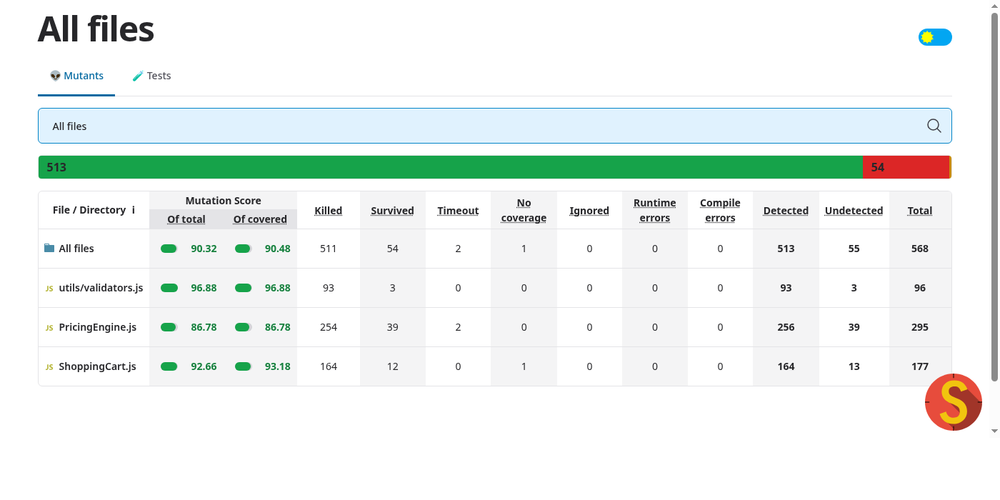 All files
👽 Mutants 🧪 Tests
All files
513 54
File / Directory i Mutation Score Killed Survived Timeout No coverage Ignored Runtime errors Compile errors Detected Undetected Total
Of total Of covered
All files 90.32 90.48 511 54 2 1 0 0 0 513 55 568
JS utils/validators.js 96.88 96.88 93 3 0 0 0 0 0 93 3 96
JS PricingEngine.js 86.78 86.78 254 39 2 0 0 0 0 256 39 295
JS ShoppingCart.js 92.66 93.18 164 12 0 1 0 0 0 164 13 177
S